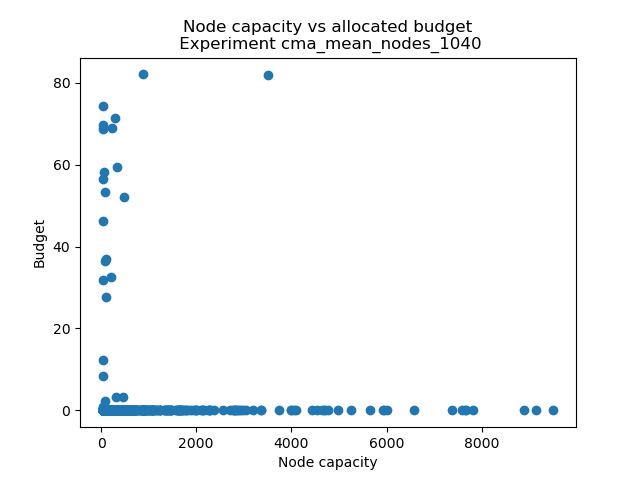 Node capacity vs allocated budget
Experiment cma_mean_nodes_1040
80
60
40
20
0
Budget
0 2000 4000 6000 8000
Node capacity